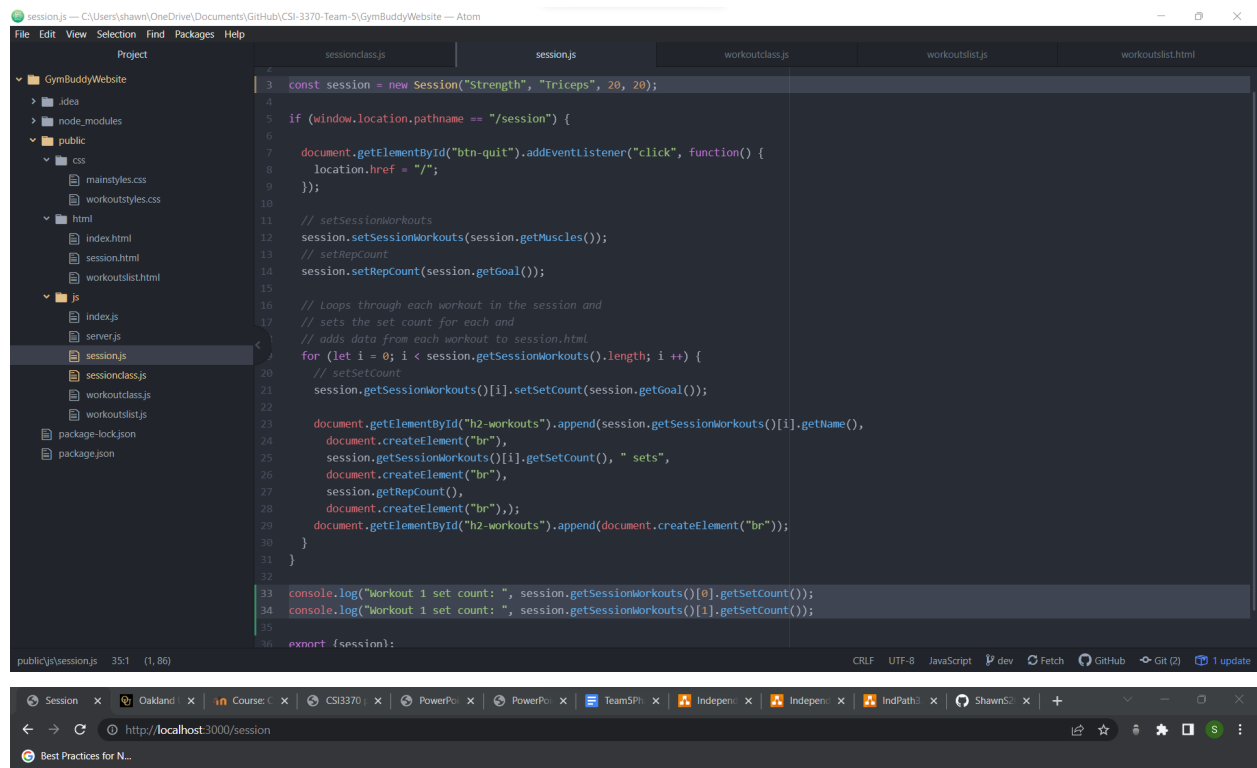 session.js — C:\Users\shawn\OneDrive\Documents\GitHub\CSI-3370-Team-5\GymBuddyWebsite — Atom
File Edit View Selection Find Packages Help
Project
sessionclass.js session.js workoutclass.js workoutslist.js workoutslist.html
GymBuddyWebsite
.idea
node_modules
public
css
mainstyles.css
workoutstyles.css
html
index.html
session.html
workoutslist.html
js
index.js
server.js
session.js
sessionclass.js
workoutclass.js
workoutslist.js
package-lock.json
package.json
2
3 const session = new Session("Strength", "Triceps", 20, 20);
4
5 if (window.location.pathname == "/session") {
6
7 document.getElementById("btn-quit").addEventListener("click", function() {
8 location.href = "/";
9 });
10
11 // setSessionWorkouts
12 session.setSessionWorkouts(session.getMuscles());
13 // setRepCount
14 session.setRepCount(session.getGoal());
15
16 // Loops through each workout in the session and
17 // sets the set count for each and
// adds data from each workout to session.html
for (let i = 0; i < session.getSessionWorkouts().length; i ++) {
20 // setSetCount
21 session.getSessionWorkouts()[i].setSetCount(session.getGoal());
22
23 document.getElementById("h2-workouts").append(session.getSessionWorkouts()[i].getName(),
24 document.createElement("br"),
25 session.getSessionWorkouts()[i].getSetCount(), " sets",
26 document.createElement("br"),
27 session.getRepCount(),
28 document.createElement("br"),);
29 document.getElementById("h2-workouts").append(document.createElement("br"));
30 }
31 }
32
33 console.log("Workout 1 set count: ", session.getSessionWorkouts()[0].getSetCount());
34 console.log("Workout 1 set count: ", session.getSessionWorkouts()[1].getSetCount());
35
36 export {session};
public\js\session.js 35:1 (1, 86) CRLF UTF-8 JavaScript dev Fetch GitHub Git (2) 1 update
Session Oakland Course: C CSI3370 PowerPoi PowerPoi Team5Ph Independ Independ IndPath3 ShawnS2
http://localhost:3000/session S
Best Practices for N...